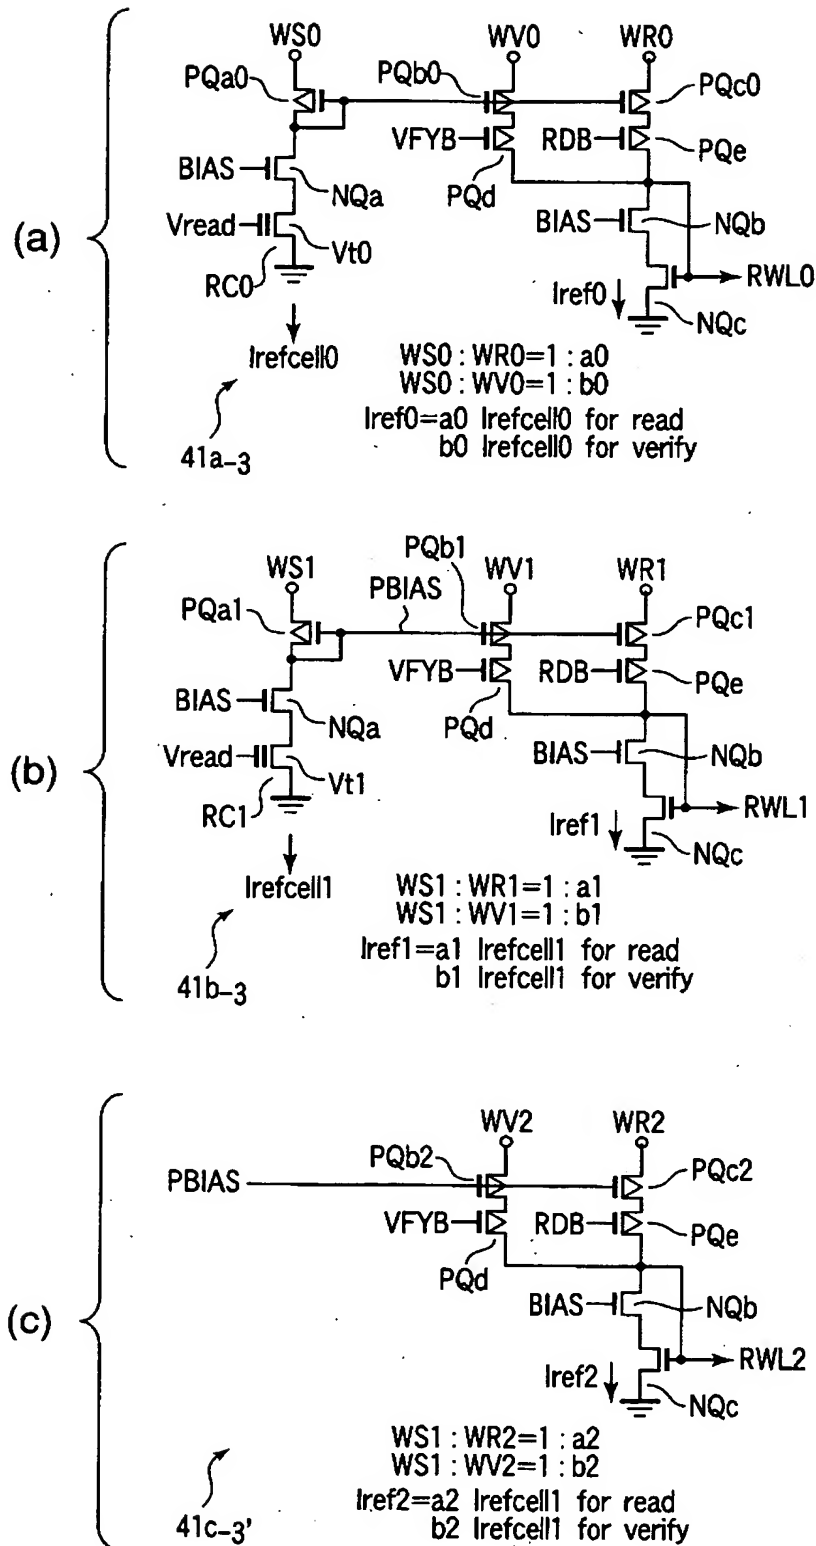 WS0 WV0 WR0
PQa0 PQb0 PQc0
VFYB RDB PQe
BIAS NQa PQd
BIAS NQb
Vread Vt0
(a)
RC0 Iref0 RWL0
NQc
Irefcell0
WS0 : WR0=1 : a0
WS0 : WV0=1 : b0
Iref0=a0 Irefcell0 for read
b0 Irefcell0 for verify
41a-3
PQb1
WS1 PBIAS WV1 WR1
PQa1 PQc1
VFYB RDB PQe
BIAS NQa PQd
Vread BIAS NQb
(b)
Vt1
RC1 Iref1 RWL1
NQc
Irefcell1
WS1 : WR1=1 : a1
WS1 : WV1=1 : b1
Iref1=a1 Irefcell1 for read
b1 Irefcell1 for verify
41b-3
WV2 WR2
PQb2 PQc2
PBIAS
VFYB RDB PQe
PQd
BIAS NQb
(c)
Iref2 RWL2
NQc
WS1 : WR2=1 : a2
WS1 : WV2=1 : b2
Iref2=a2 Irefcell1 for read
b2 Irefcell1 for verify
41c-3'